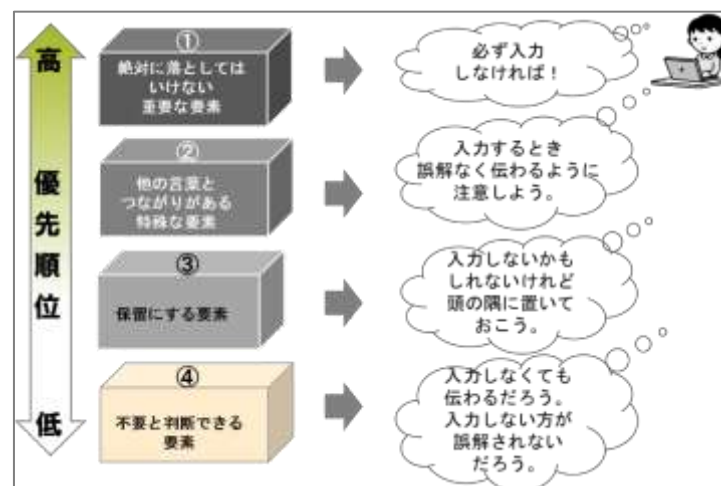 高
優先順位
低
①
絶対に落としては
いけない
重要な要素
必ず入力
しなければ！
②
他の言葉と
つながりがある
特殊な要素
入力するとき
誤解なく伝わるように
注意しよう。
③
保留にする要素
入力しないかも
しれないけれど
頭の隅に置いて
おこう。
④
不要と判断できる
要素
入力しなくても
伝わるだろう。
入力しない方が
誤解されない
だろう。